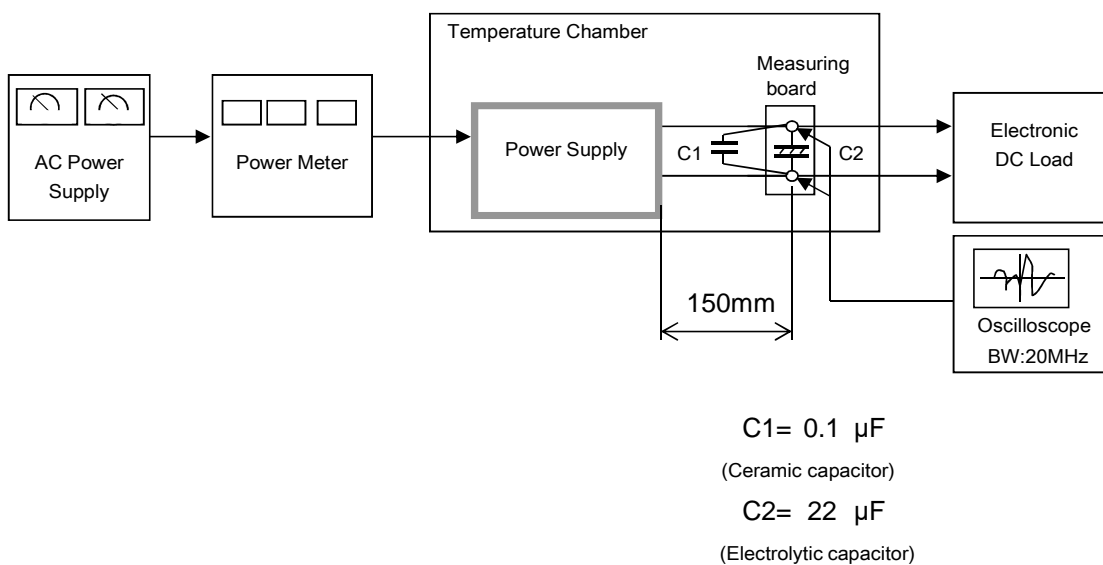 Temperature Chamber
Measuring
board
AC Power
Supply
Power Meter
Power Supply
C1
C2
Electronic
DC Load
150mm
Oscilloscope
BW:20MHz
C1= 0.1 µF
(Ceramic capacitor)
C2= 22 µF
(Electrolytic capacitor)